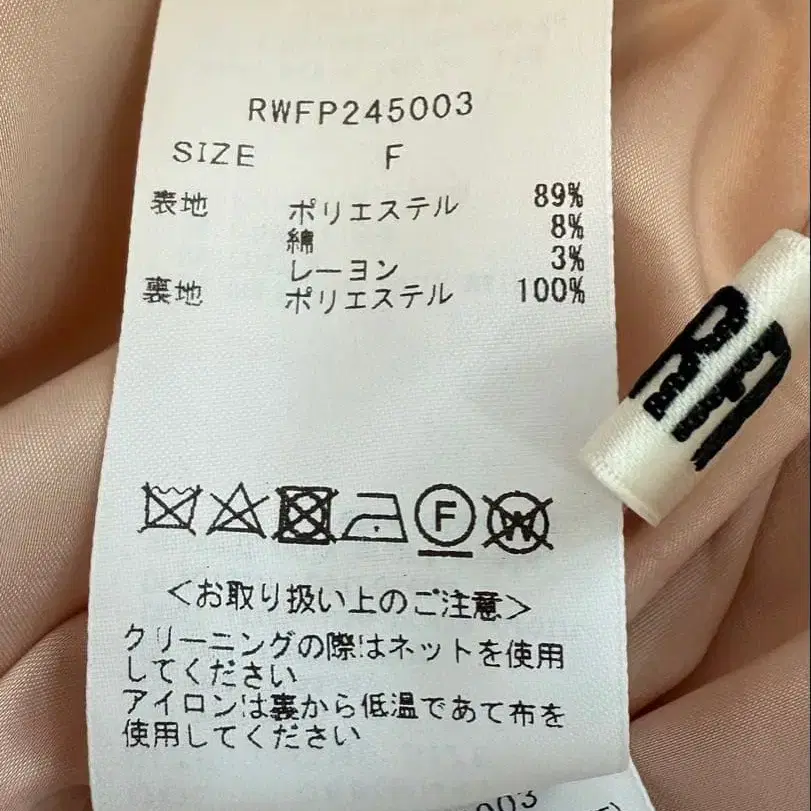 RWFP245003
SIZE F
表地 ポリエステル 89%
綿 8%
レーヨン 3%
裏地 ポリエステル 100%
F
W
<お取り扱い上のご注意>
クリーニングの際はネットを使用
してください
アイロンは裏から低温であて布を
使用してください
003